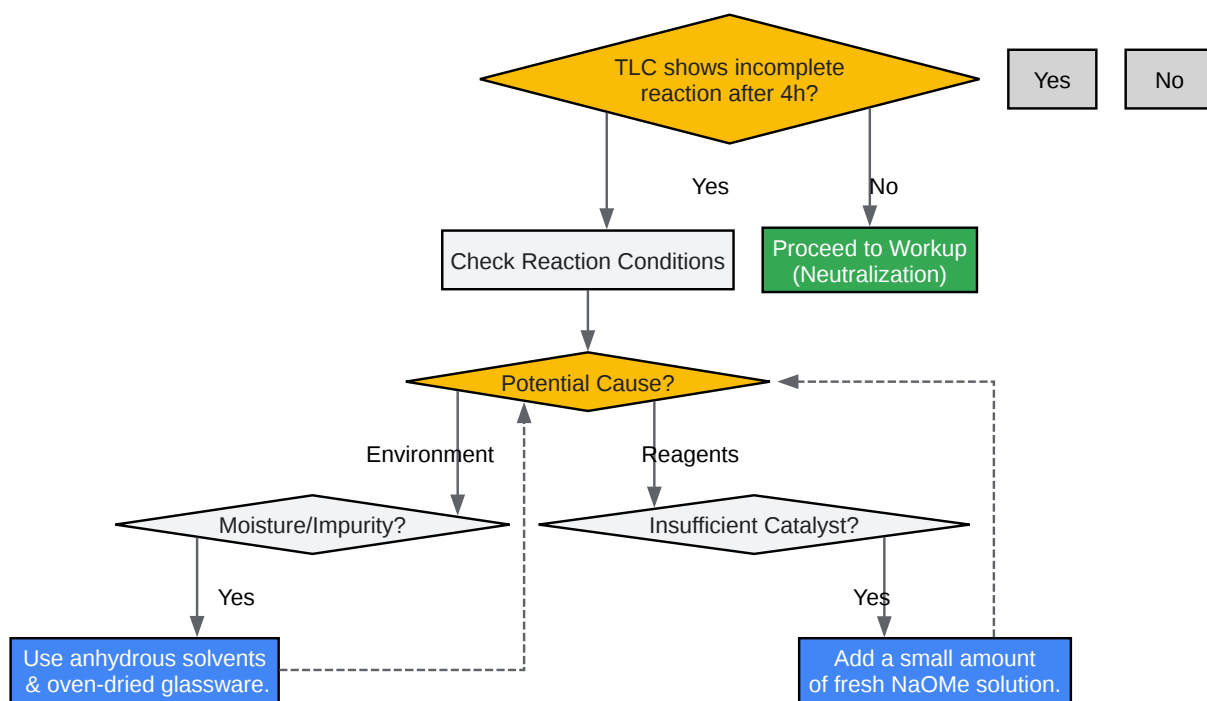 TLC shows incomplete
reaction after 4h?
Yes
No
Yes
No
Check Reaction Conditions
Proceed to Workup
(Neutralization)
Potential Cause?
Environment
Reagents
Moisture/Impurity?
Insufficient Catalyst?
Yes
Yes
Use anhydrous solvents
& oven-dried glassware.
Add a small amount
of fresh NaOMe solution.